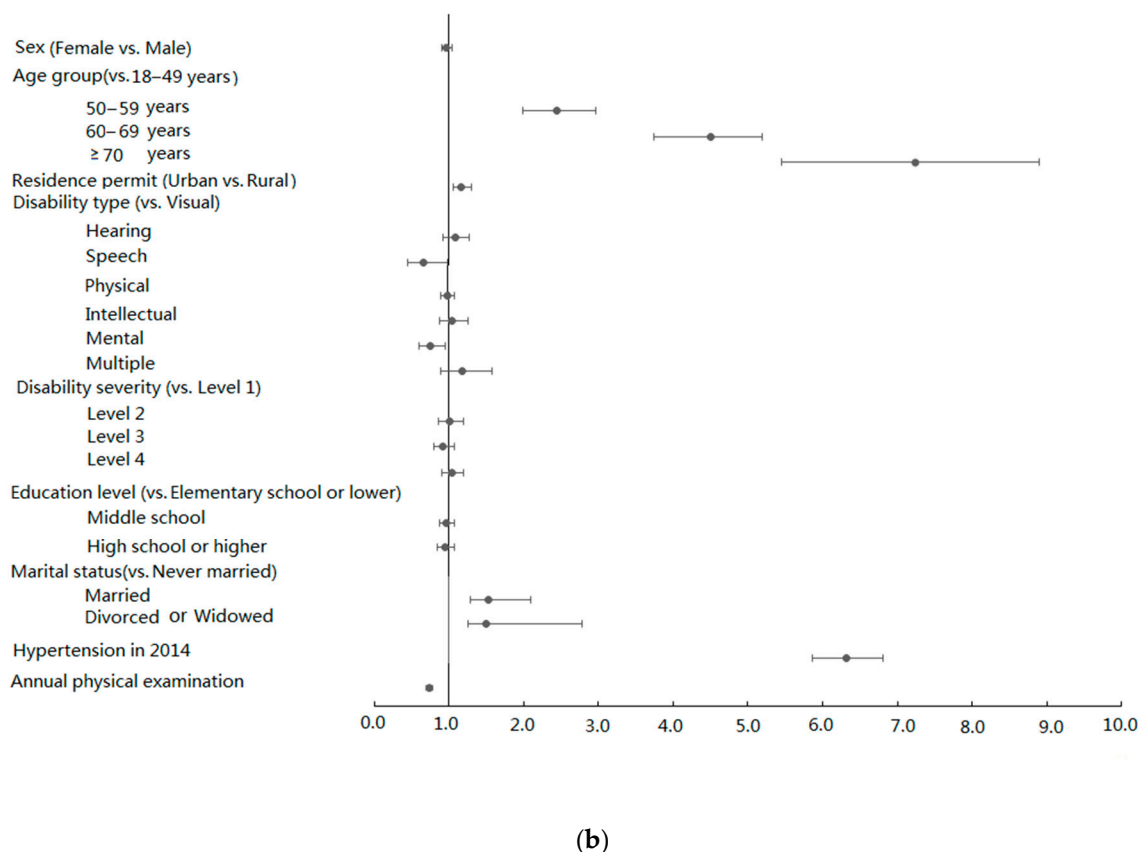 Sex (Female vs. Male)
Age group(vs.18–49 years)
50–59 years
60–69 years
≥70 years
Residence permit (Urban vs. Rural)
Disability type (vs. Visual)
Hearing
Speech
Physical
Intellectual
Mental
Multiple
Disability severity (vs. Level 1)
Level 2
Level 3
Level 4
Education level (vs. Elementary school or lower)
Middle school
High school or higher
Marital status(vs. Never married)
Married
Divorced or Widowed
Hypertension in 2014
Annual physical examination
0.0 1.0 2.0 3.0 4.0 5.0 6.0 7.0 8.0 9.0 10.0
(b)